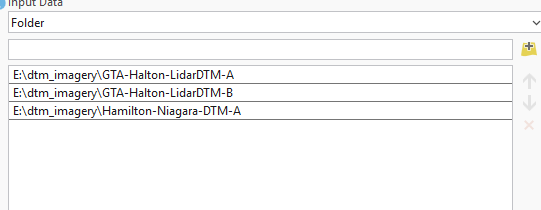 Input Data
Folder
E:\dtm_imagery\GTA-Halton-LidarDTM-A
E:\dtm_imagery\GTA-Halton-LidarDTM-B
E:\dtm_imagery\Hamilton-Niagara-DTM-A